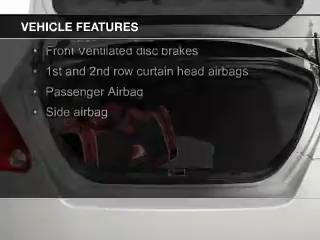 VEHICLE FEATURES
• Front Ventilated disc brakes
• 1st and 2nd row curtain head airbags
• Passenger Airbag
• Side airbag